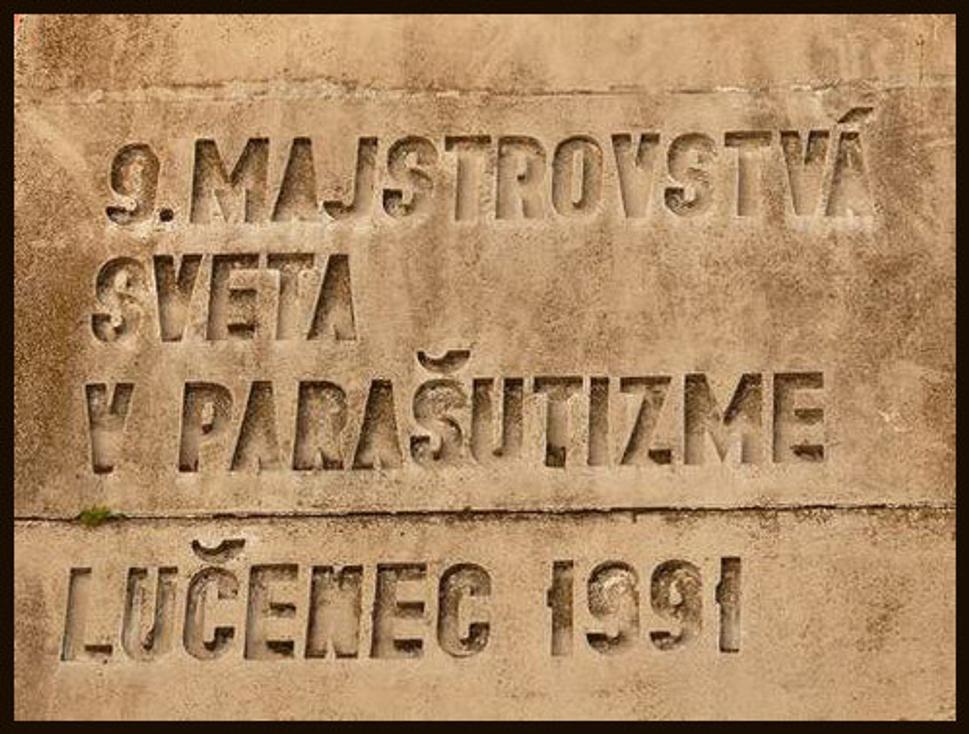 9. MAJSTROVSTVÁ
SVETA
V PARAŠUTIZME
LUČENEC 1991